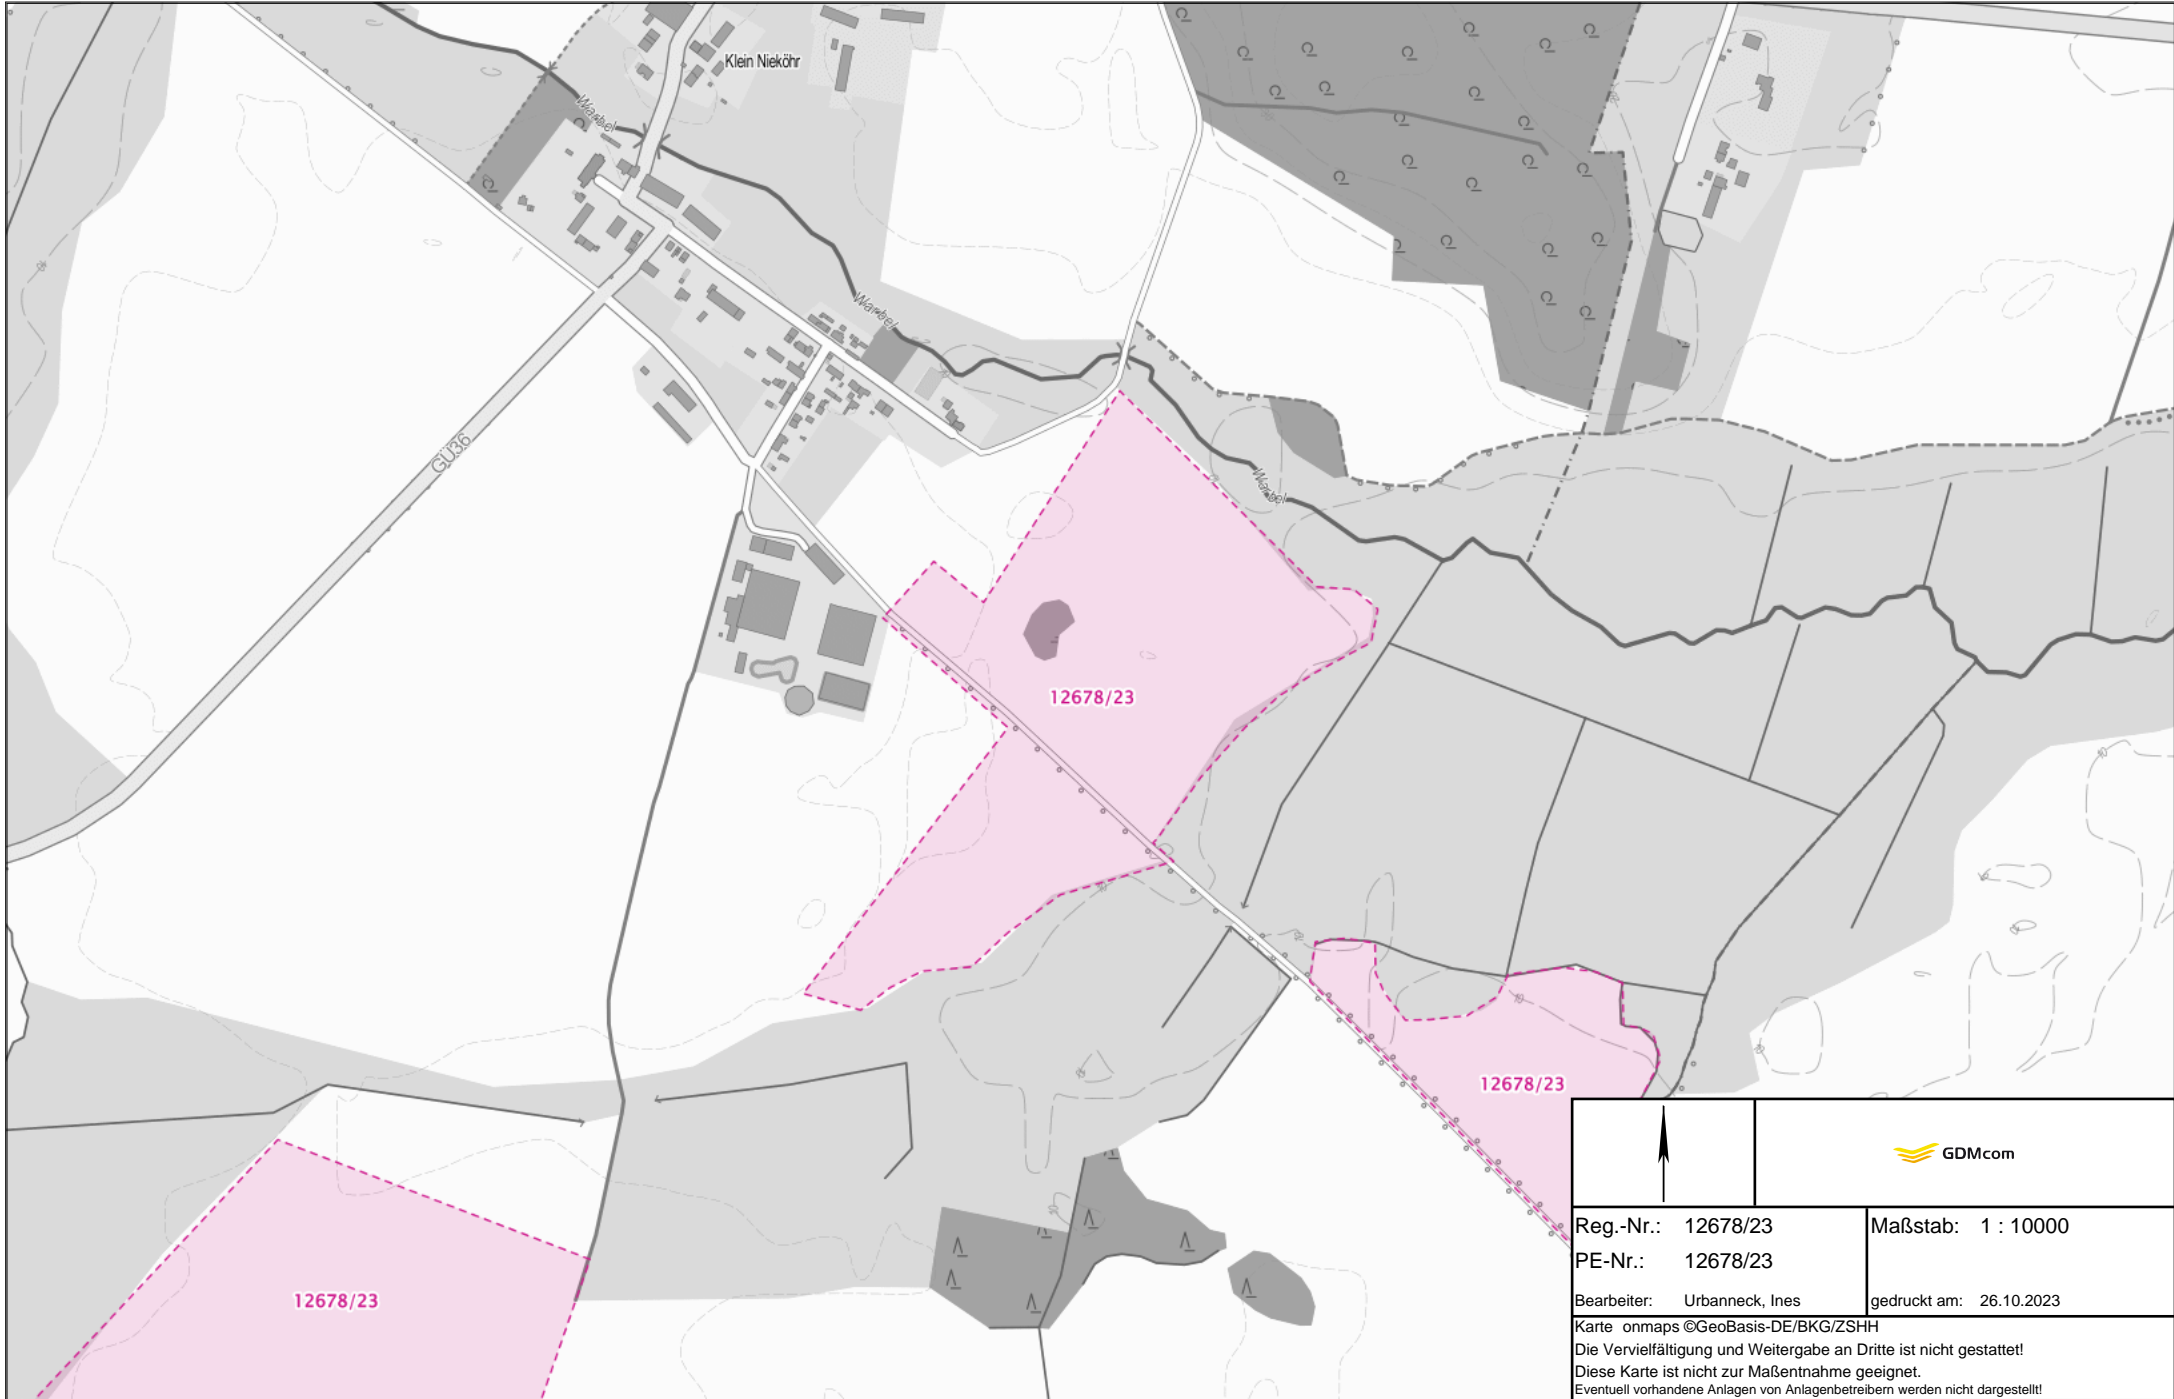 Klein Nieköhr
Warbel
Warbel
GÜ36
Warbel
12678/23
12678/23
12678/23
GDMcom
Reg.-Nr.: 12678/23
Maßstab: 1 : 10000
PE-Nr.: 12678/23
Bearbeiter: Urbanneck, Ines
gedruckt am: 26.10.2023
Karte onmaps ©GeoBasis-DE/BKG/ZSHH
Die Vervielfältigung und Weitergabe an Dritte ist nicht gestattet!
Diese Karte ist nicht zur Maßentnahme geeignet.
Eventuell vorhandene Anlagen von Anlagenbetreibern werden nicht dargestellt!